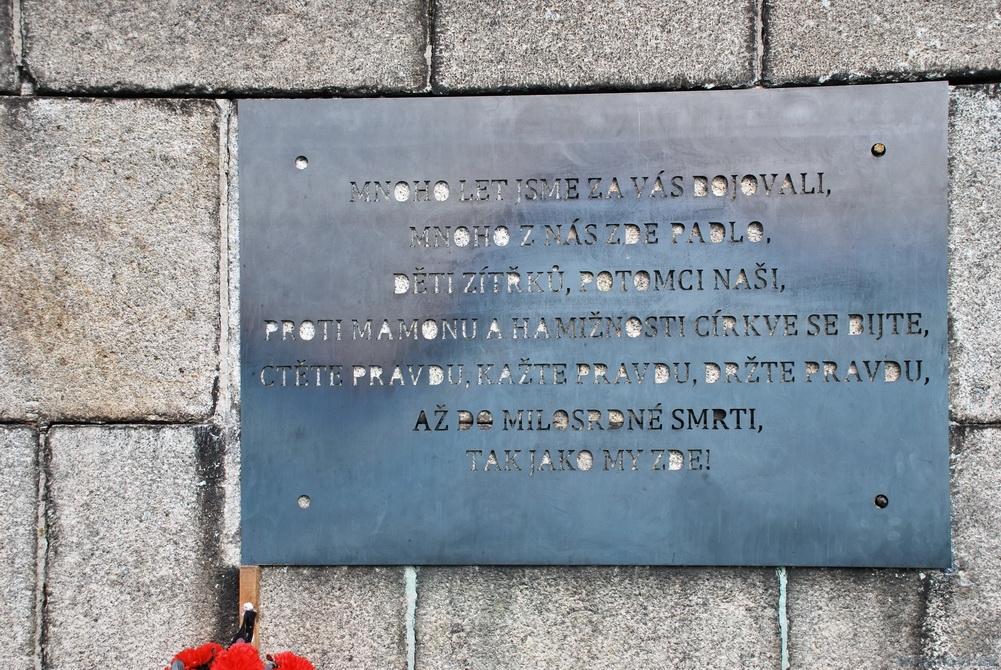 MNOHO LET JSME ZA VÁS BOJOVALI,
MNOHO Z NÁS ZDE PADLO,
DĚTI ZÍTŘKŮ, POTOMCI NAŠI,
PROTI MAMONU A HAMIŽNOSTI CÍRKVE SE BIJTE,
CTĚTE PRAVDU, KAŽTE PRAVDU, DRŽTE PRAVDU,
AŽ DO MILOSRDNÉ SMRTI,
TAK JAKO MY ZDE!